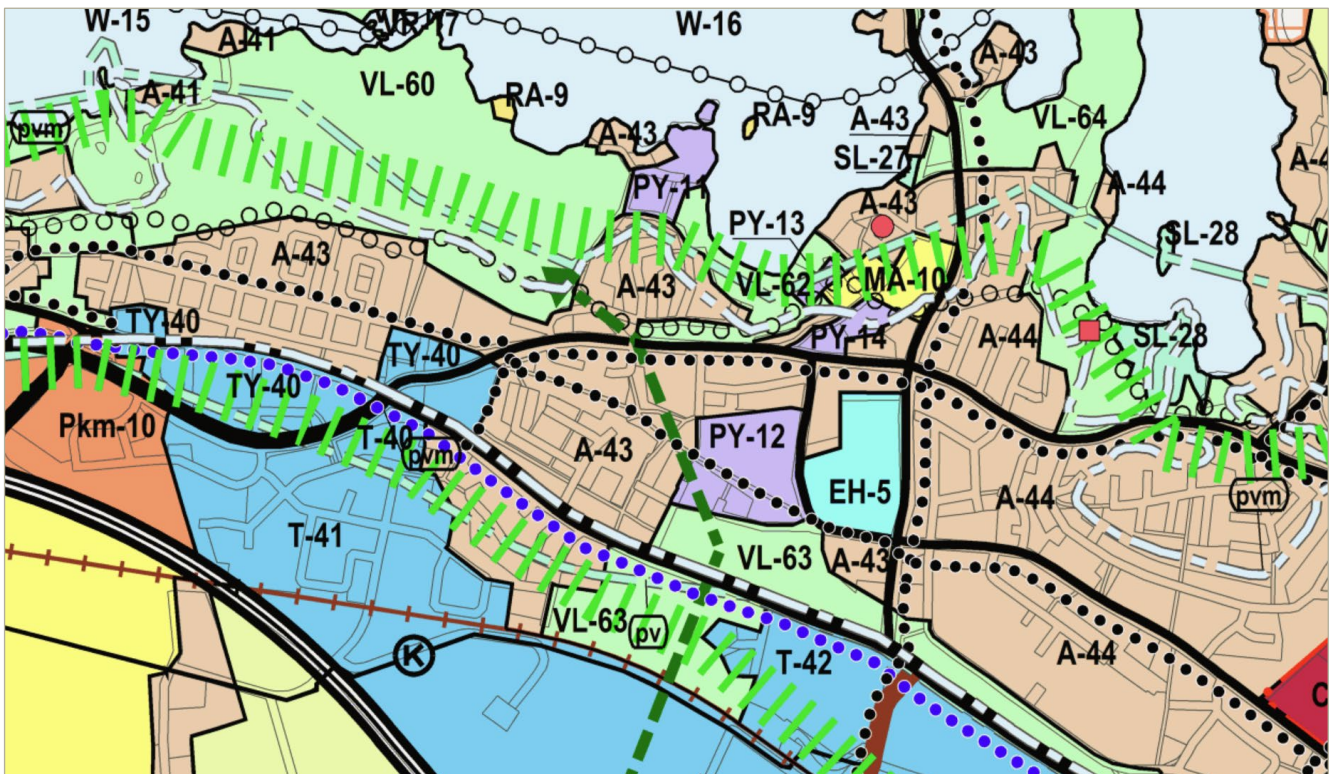 W-15
A-41
W-16
A-43
VL-60
A-41
RA-9
RA-9
A-43
VL-64
pvm
A-43
SL-27
PY-11
A-44
A-43
PY-13
SL-28
A-43
A-43
VL-62
MA-10
TY-40
PY-14
A-44
SL-28
TY-40
TY-40
Pkm-10
T-40
pvm
A-43
PY-12
EH-5
A-44
pvm
T-41
VL-63
A-43
VL-63
pv
K
T-42
A-44